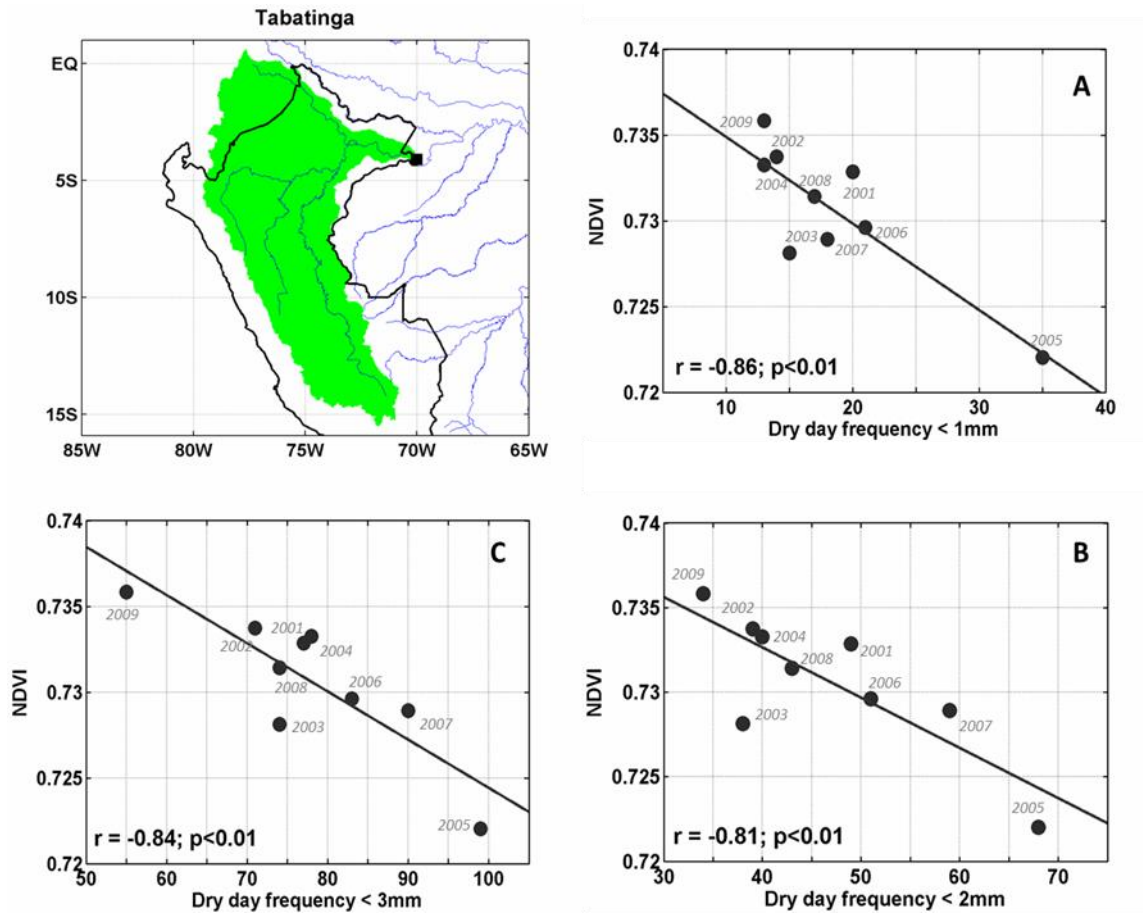 Tabatinga
EQ
5S
10S
15S
85W 80W 75W 70W 65W
A
0.74
0.735
0.73
0.725
0.72
NDVI
2009
2002
2004
2008
2001
2003
2007
2006
2005
r = -0.86; p<0.01
10 20 30 40
Dry day frequency < 1mm
C
0.74
0.735
0.73
0.725
0.72
NDVI
2009
2001
2002
2004
2008
2006
2003
2007
2005
r = -0.84; p<0.01
50 60 70 80 90 100
Dry day frequency < 3mm
B
0.74
0.735
0.73
0.725
0.72
NDVI
2009
2002
2004
2001
2008
2006
2003
2007
2005
r = -0.81; p<0.01
30 40 50 60 70
Dry day frequency < 2mm